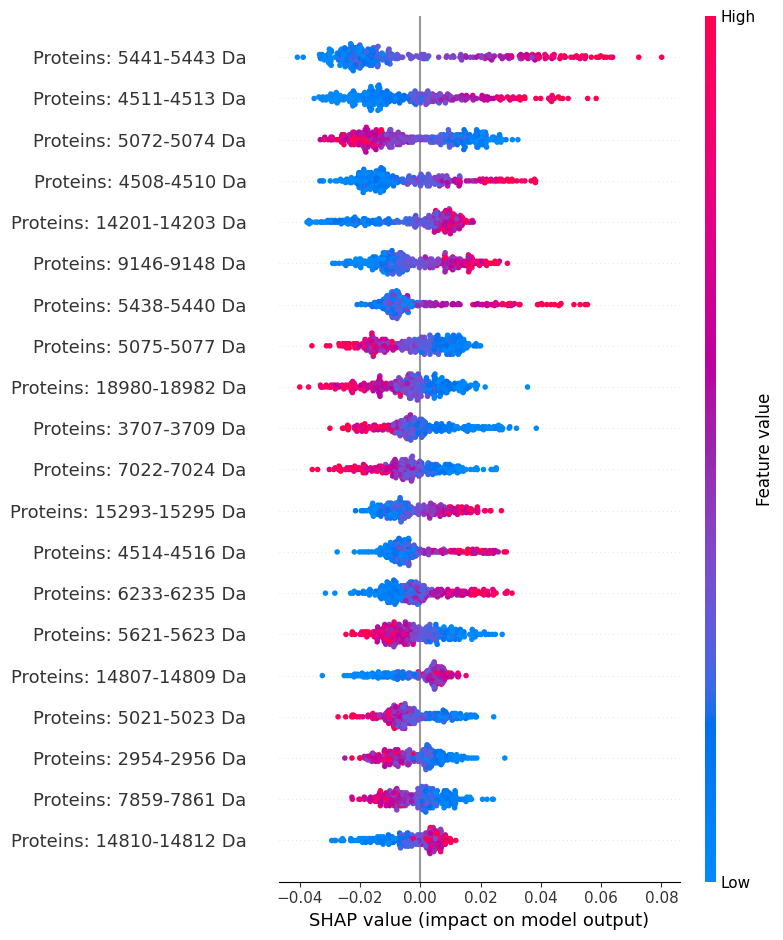 High
Proteins: 5441-5443 Da
Proteins: 4511-4513 Da
Proteins: 5072-5074 Da
Proteins: 4508-4510 Da
Proteins: 14201-14203 Da
Proteins: 9146-9148 Da
Proteins: 5438-5440 Da
Proteins: 5075-5077 Da
Proteins: 18980-18982 Da
Proteins: 3707-3709 Da
Proteins: 7022-7024 Da
Proteins: 15293-15295 Da
Proteins: 4514-4516 Da
Proteins: 6233-6235 Da
Proteins: 5621-5623 Da
Proteins: 14807-14809 Da
Proteins: 5021-5023 Da
Proteins: 2954-2956 Da
Proteins: 7859-7861 Da
Proteins: 14810-14812 Da
Feature value
Low
−0.04 −0.02 0.00 0.02 0.04 0.06 0.08
SHAP value (impact on model output)